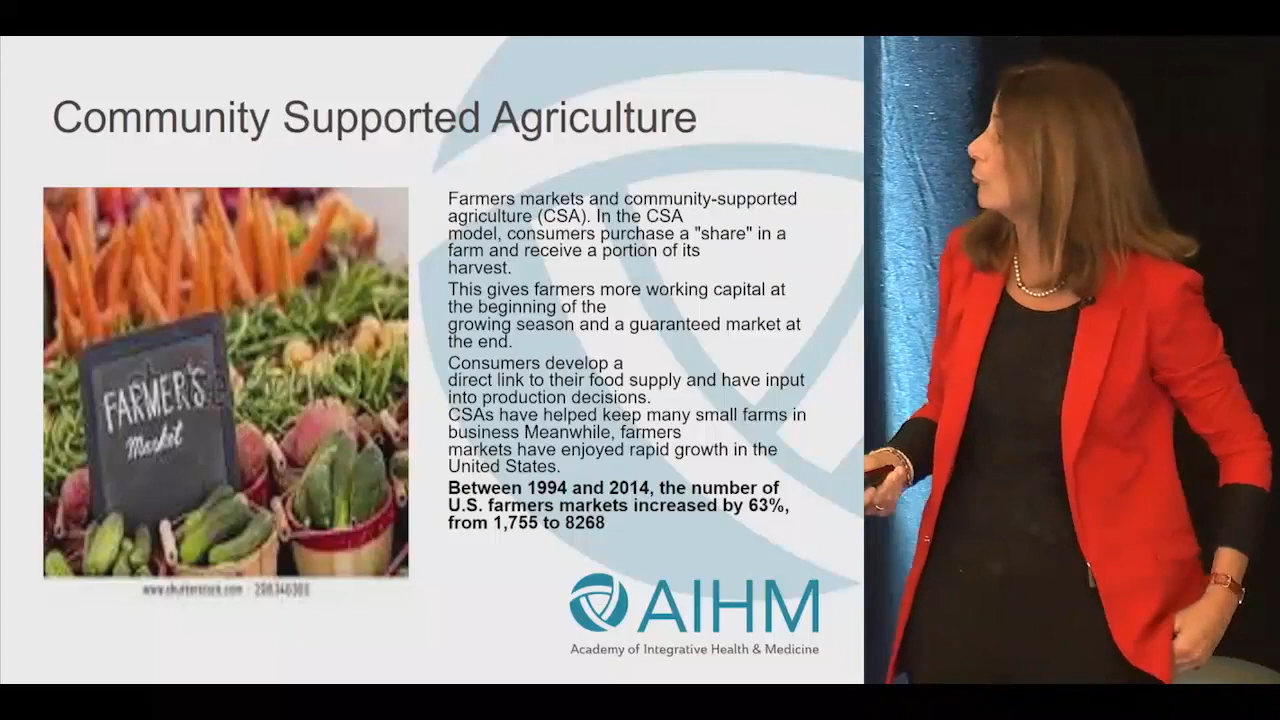 Community Supported Agriculture
Farmers markets and community-supported
agriculture (CSA). In the CSA
model, consumers purchase a "share" in a
farm and receive a portion of its
harvest.
This gives farmers more working capital at
the beginning of the
growing season and a guaranteed market at
the end.
Consumers develop a
direct link to their food supply and have input
into production decisions.
CSAs have helped keep many small farms in
business Meanwhile, farmers
markets have enjoyed rapid growth in the
United States.
Between 1994 and 2014, the number of
U.S. farmers markets increased by 63%,
from 1,755 to 8268
FARMER'S
Market
www.shutterstock.com
AIHM
Academy of Integrative Health & Medicine